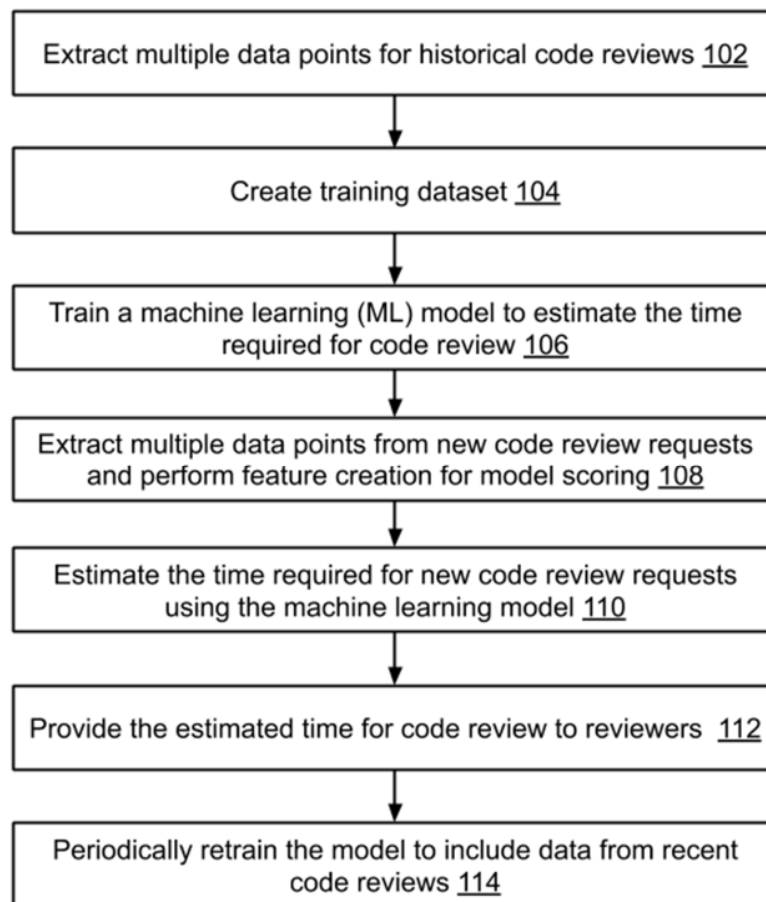 Extract multiple data points for historical code reviews 102
Create training dataset 104
Train a machine learning (ML) model to estimate the time
required for code review 106
Extract multiple data points from new code review requests
and perform feature creation for model scoring 108
Estimate the time required for new code review requests
using the machine learning model 110
Provide the estimated time for code review to reviewers 112
Periodically retrain the model to include data from recent
code reviews 114